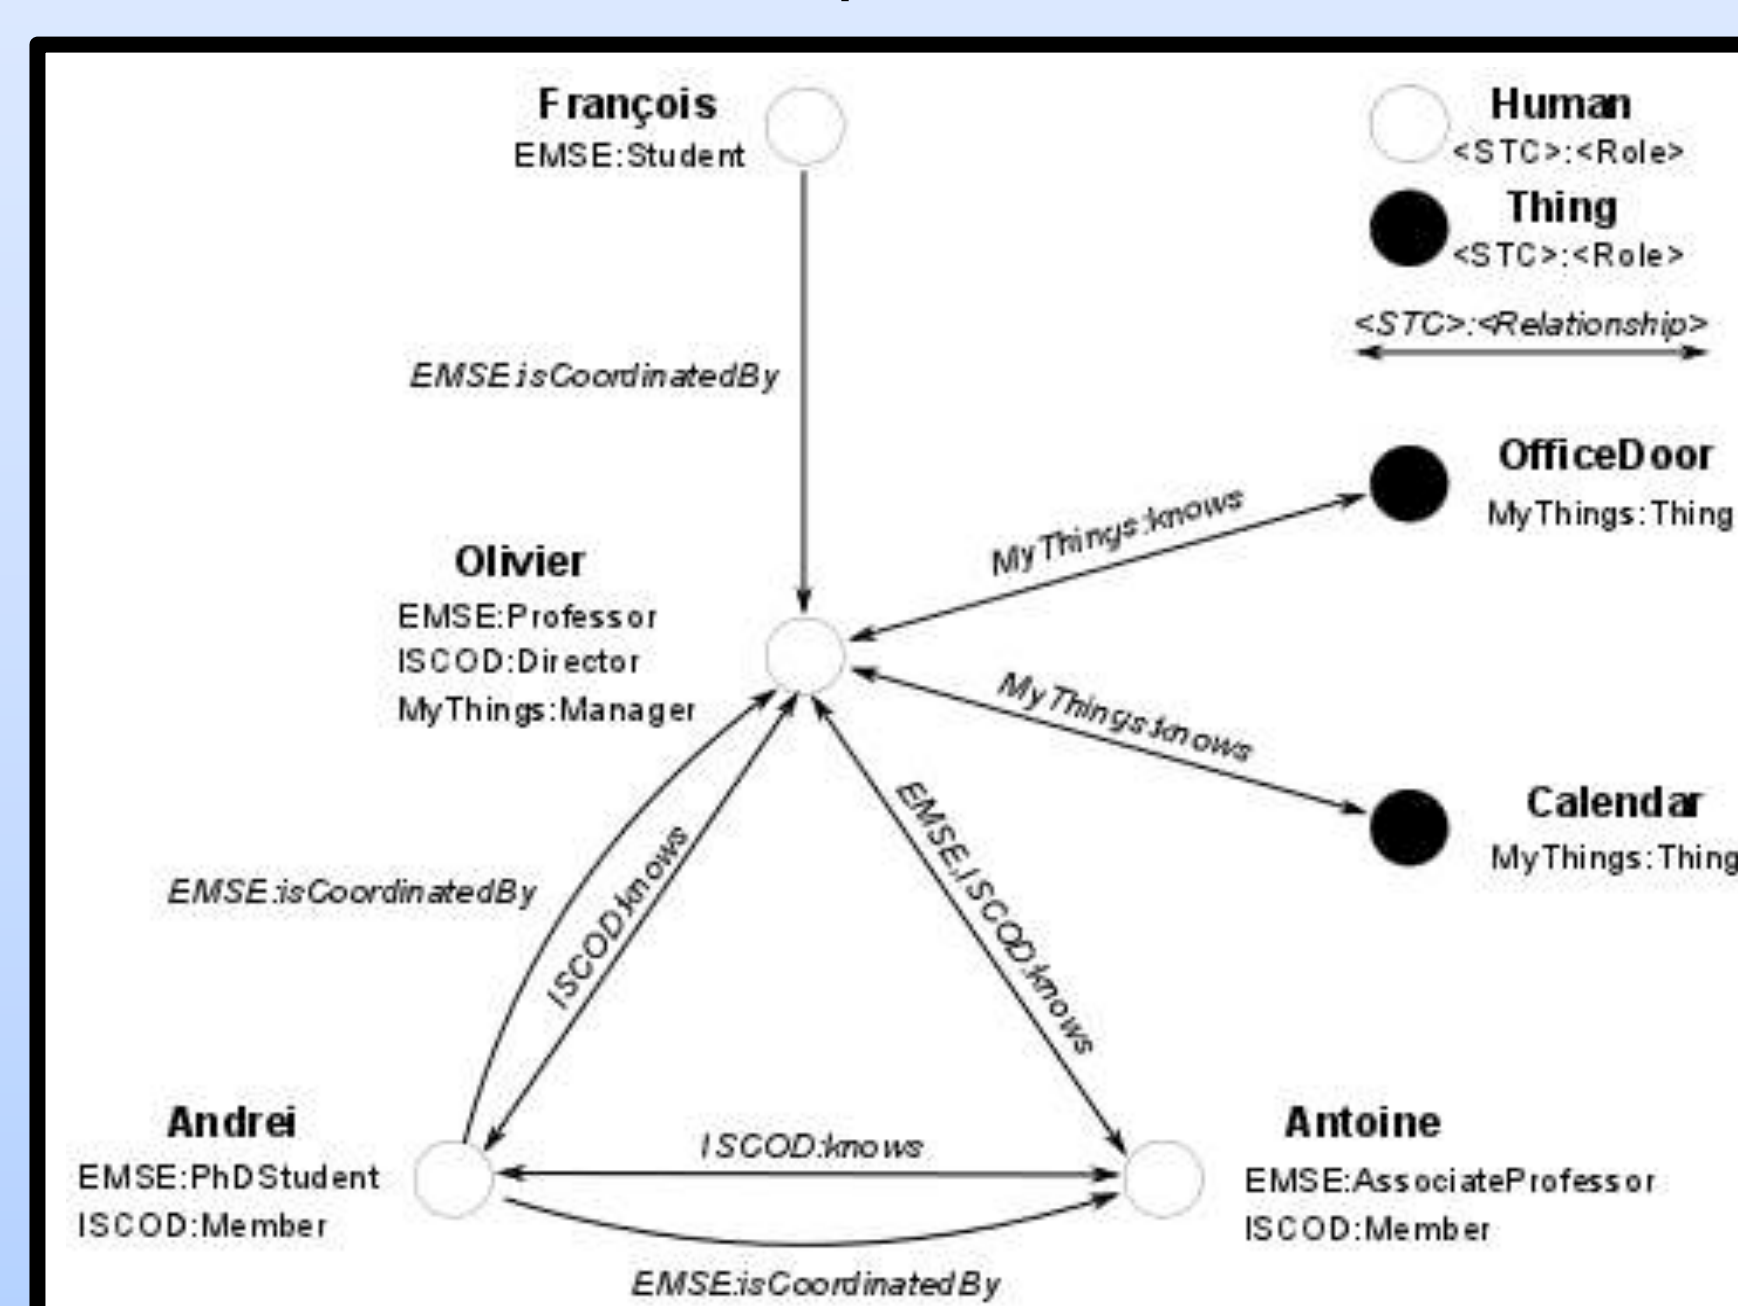 François
EMSE:Student
Human
<STC>:<Role>
Thing
<STC>:<Role>
<STC>:<Relationship>
EMSE:isCoordinatedBy
OfficeDoor
MyThings:Thing
MyThings:knows
Olivier
EMSE:Professor
ISCOD:Director
MyThings:Manager
MyThings:knows
Calendar
MyThings:Thing
EMSE:isCoordinatedBy
ISCOD:knows
EMSE,ISCOD:knows
Andrei
EMSE:PhDStudent
ISCOD:Member
ISCOD:knows
Antoine
EMSE:AssociateProfessor
ISCOD:Member
EMSE:isCoordinatedBy